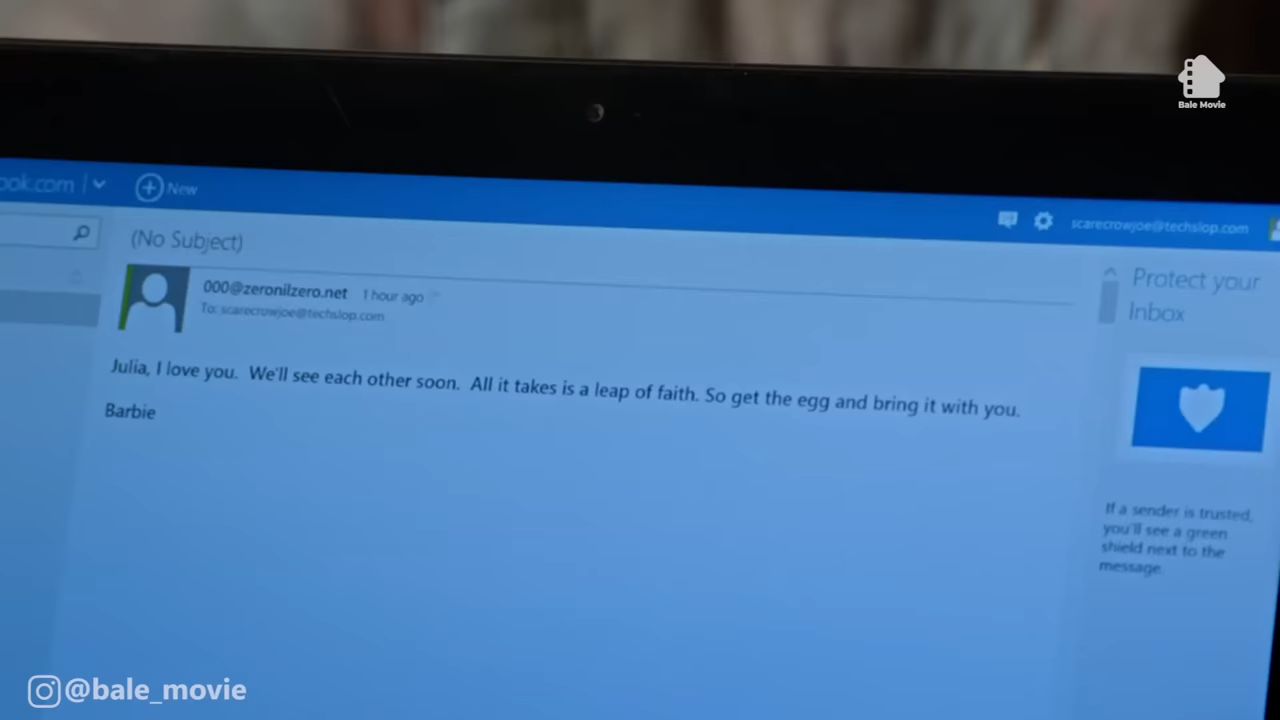 Bale Movie
ook.com
New
scarecrowjoe@techslop.com
(No Subject)
000@zeronilzero.net 1 hour ago
To: scarecrowjoe@techslop.com
Julia, I love you. We'll see each other soon. All it takes is a leap of faith. So get the egg and bring it with you.
Barbie
Protect your
Inbox
If a sender is trusted,
you'll see a green
shield next to the
message.
@bale_movie